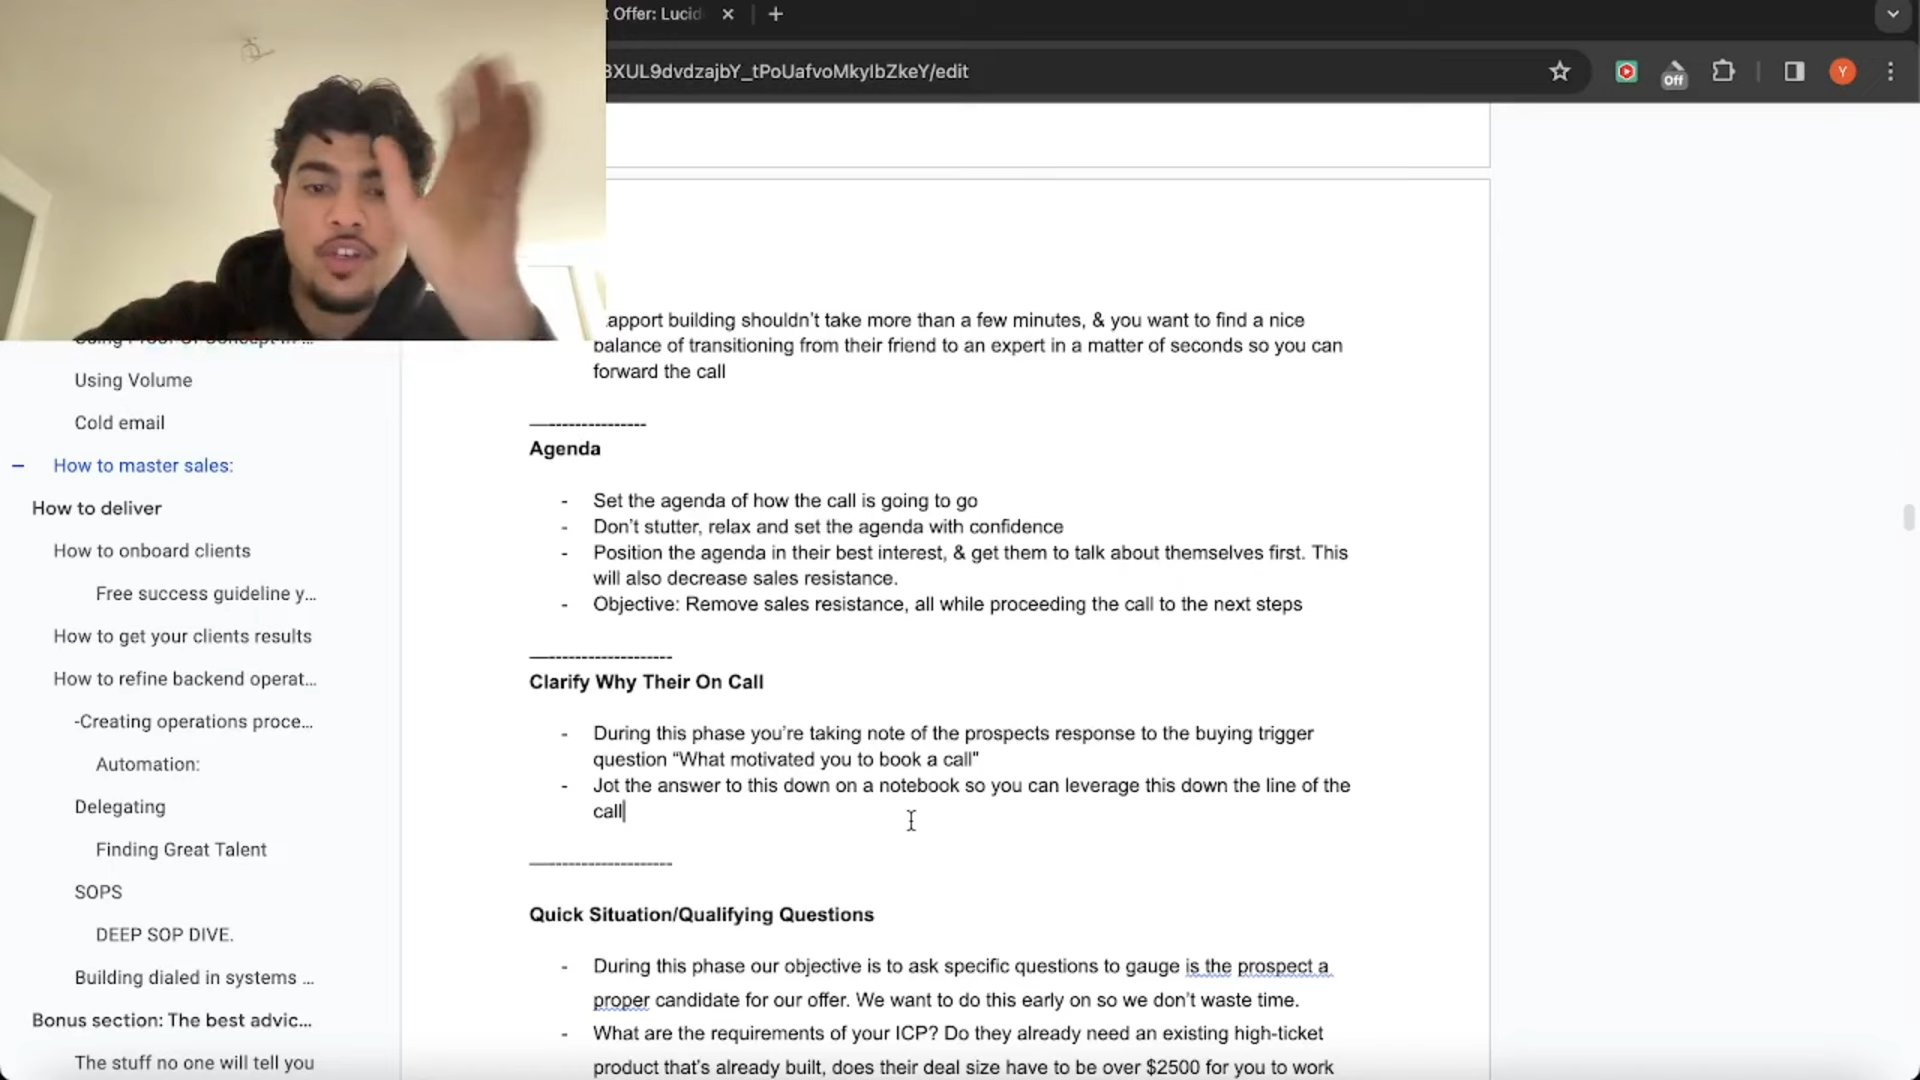 t Offer: Lucid
3XUL9dvdzajbY_tPoUafvoMkylbZkeY/edit
Off
Y
Using Volume
Cold email
How to master sales:
How to deliver
How to onboard clients
Free success guideline y...
How to get your clients results
How to refine backend operat...
-Creating operations proce...
Automation:
Delegating
Finding Great Talent
SOPS
DEEP SOP DIVE.
Building dialed in systems ...
Bonus section: The best advic...
The stuff no one will tell you
apport building shouldn't take more than a few minutes, & you want to find a nice
balance of transitioning from their friend to an expert in a matter of seconds so you can
forward the call
—---------------
Agenda
- Set the agenda of how the call is going to go
- Don't stutter, relax and set the agenda with confidence
- Position the agenda in their best interest, & get them to talk about themselves first. This
will also decrease sales resistance.
- Objective: Remove sales resistance, all while proceeding the call to the next steps
—-------------------
Clarify Why Their On Call
- During this phase you're taking note of the prospects response to the buying trigger
question “What motivated you to book a call”
- Jot the answer to this down on a notebook so you can leverage this down the line of the
call
—-------------------
Quick Situation/Qualifying Questions
- During this phase our objective is to ask specific questions to gauge is the prospect a
proper candidate for our offer. We want to do this early on so we don't waste time.
- What are the requirements of your ICP? Do they already need an existing high-ticket
product that's already built, does their deal size have to be over $2500 for you to work